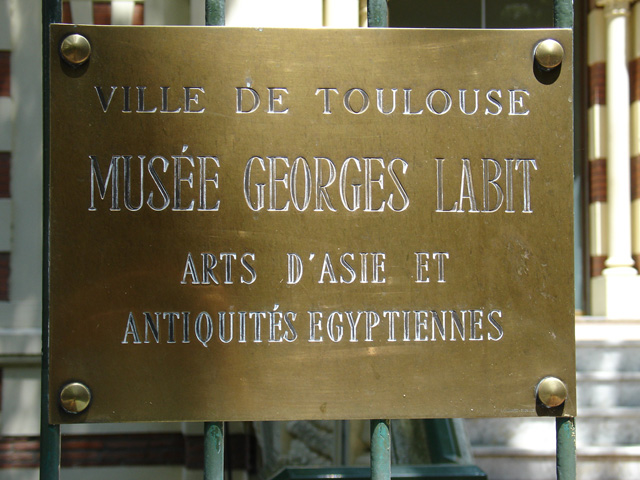 VILLE DE TOULOUSE
MUSÉE GEORGES LABIT
ARTS D'ASIE ET
ANTIQUITÉS EGYPTIENNES